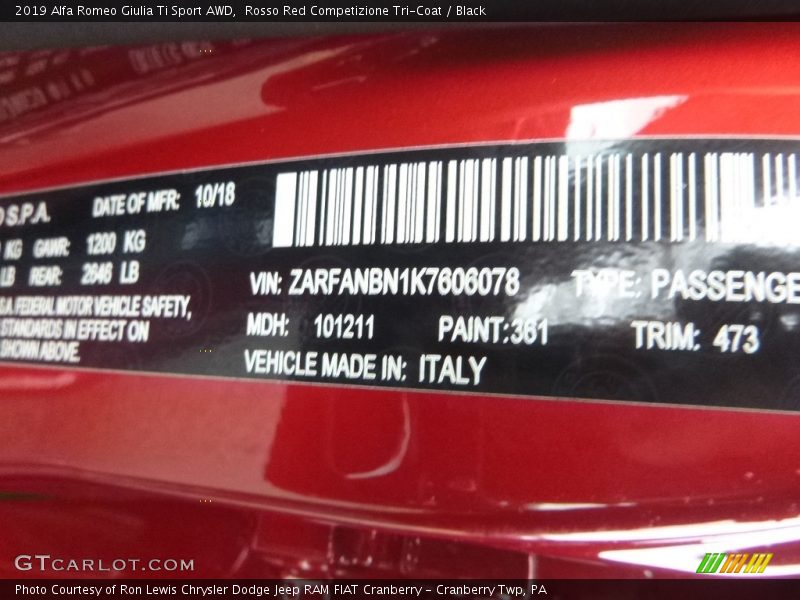 2019 Alfa Romeo Giulia Ti Sport AWD, Rosso Red Competizione Tri-Coat / Black
S.P.A. DATE OF MFR: 10/18
KG GAWR: 1200 KG
LB REAR: 2646 LB
FEDERAL MOTOR VEHICLE SAFETY,
STANDARDS IN EFFECT ON
SHOWN ABOVE.
VIN: ZARFANBN1K7606078 TYPE: PASSENGE
MDH: 101211 PAINT:361 TRIM: 473
VEHICLE MADE IN: ITALY
GTCARLOT.COM
Photo Courtesy of Ron Lewis Chrysler Dodge Jeep RAM FIAT Cranberry - Cranberry Twp, PA